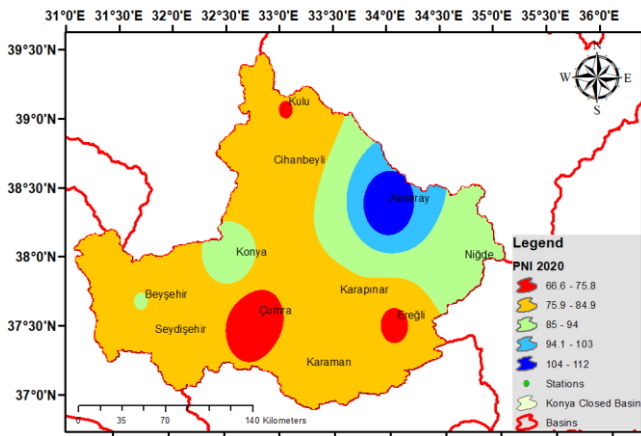 31°0'E 31°30'E 32°0'E 32°30'E 33°0'E 33°30'E 34°0'E 34°30'E 35°0'E 35°30'E 36°0'E
N
W E
S
39°30'N
39°0'N
38°30'N
38°0'N
37°30'N
37°0'N
Kulu
Cihanbeyli
Aksaray
Konya
Niğde
Beyşehir
Karapınar
Çumra
Ereğli
Seydişehir
Karaman
0 35 70 140 Kilometers
Legend
PNI 2020
66.6 - 75.8
75.9 - 84.9
85 - 94
94.1 - 103
104 - 112
Stations
Konya Closed Basin
Basins